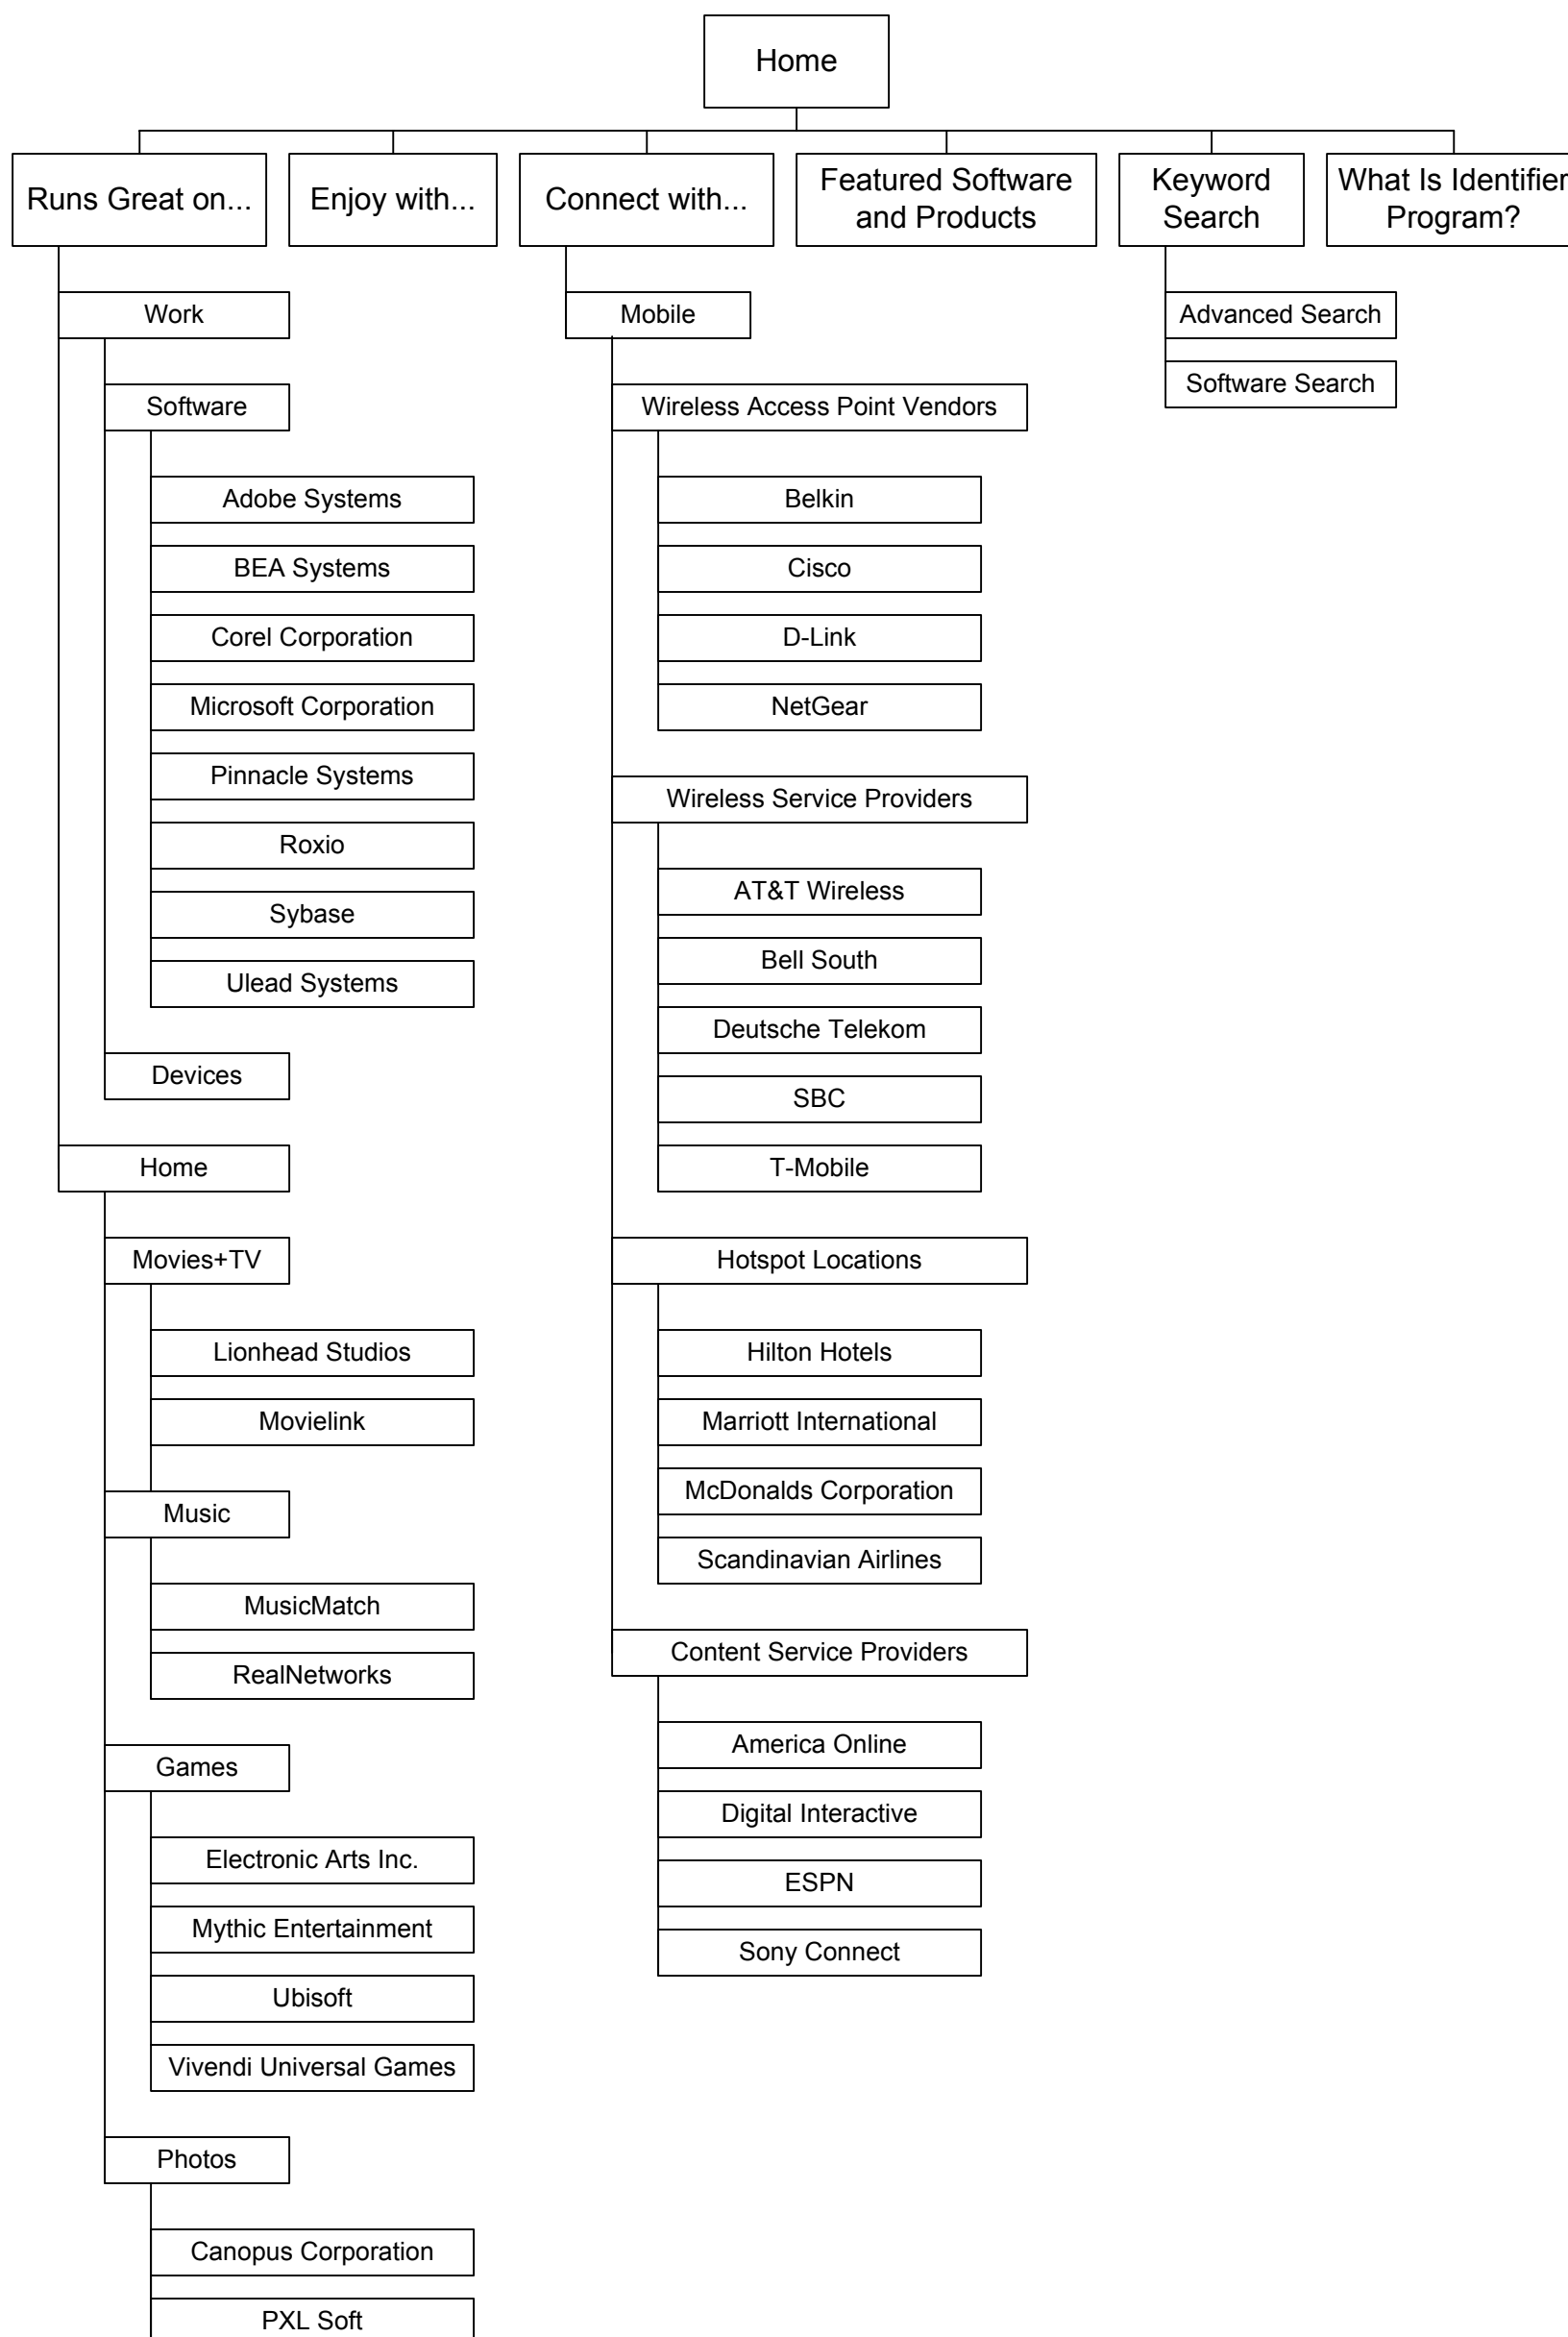 Home
Runs Great on...
Enjoy with...
Connect with...
Featured Software
and Products
Keyword
Search
What Is Identifier
Program?
Work
Software
Adobe Systems
BEA Systems
Corel Corporation
Microsoft Corporation
Pinnacle Systems
Roxio
Sybase
Ulead Systems
Devices
Home
Movies+TV
Lionhead Studios
Movielink
Music
MusicMatch
RealNetworks
Games
Electronic Arts Inc.
Mythic Entertainment
Ubisoft
Vivendi Universal Games
Photos
Canopus Corporation
PXL Soft
Mobile
Wireless Access Point Vendors
Belkin
Cisco
D-Link
NetGear
Wireless Service Providers
AT&T Wireless
Bell South
Deutsche Telekom
SBC
T-Mobile
Hotspot Locations
Hilton Hotels
Marriott International
McDonalds Corporation
Scandinavian Airlines
Content Service Providers
America Online
Digital Interactive
ESPN
Sony Connect
Advanced Search
Software Search